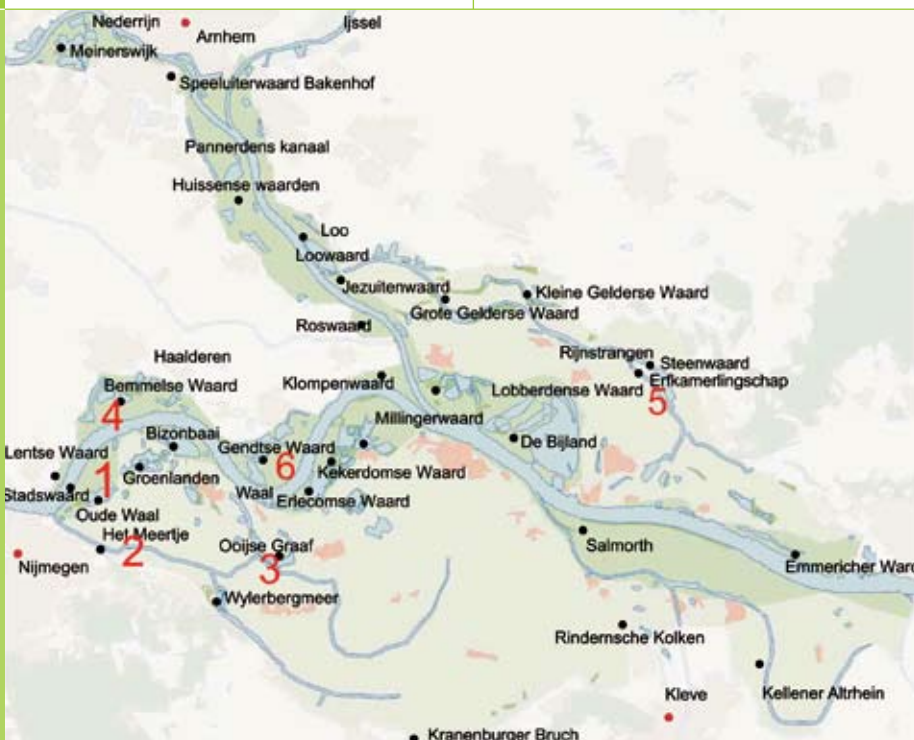 Nederrijn
Ijssel
Arnhem
Meinerswijk
Speeluiterwaard Bakenhof
Pannerdens kanaal
Huissense waarden
Loo
Loowaard
Jezuitenwaard
Kleine Gelderse Waard
Grote Gelderse Waard
Roswaard
Haalderen
Rijnstrangen
Steenwaard
Bemmelse Waard
Klompenwaard
Lobberdense Waard
Erfkamerlingschap
4
5
Millingerwaard
Bizonbaai
De Bijland
Lentse Waard
Gendtse Waard
6
Groenlanden
Kekerdomse Waard
1
Stadswaard
Waal
Erlecomse Waard
Oude Waal
Het Meertje
2
Ooijse Graaf
3
Salmorth
Nijmegen
Emmericher Ward
Wylerbergmeer
Rindernsche Kolken
Kleve
Kellener Altrhein
Kranenburger Bruch